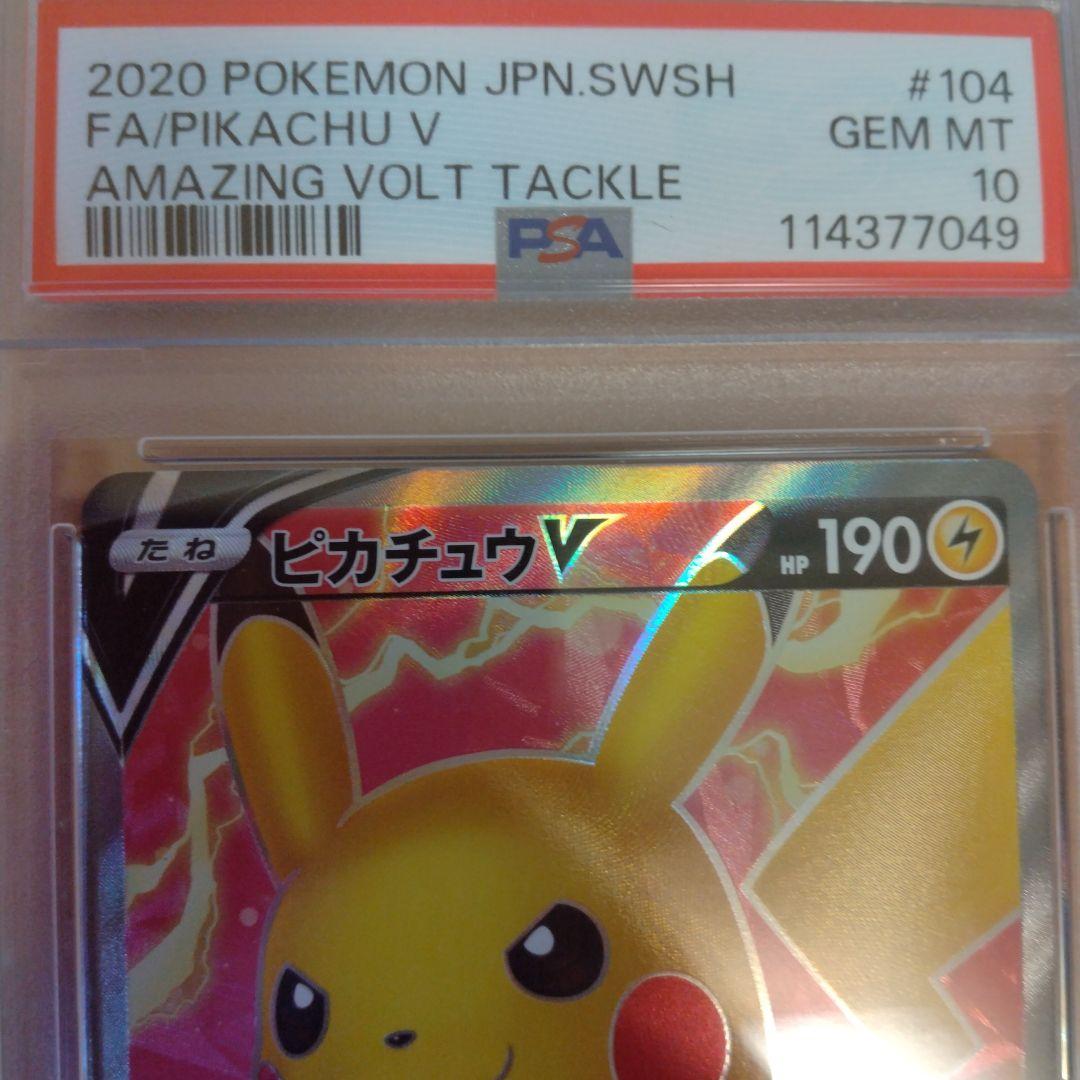 2020 POKEMON JPN.SWSH #104
FA/PIKACHU V GEM MT
AMAZING VOLT TACKLE 10
PSA 114377049
たね ピカチュウV HP 190